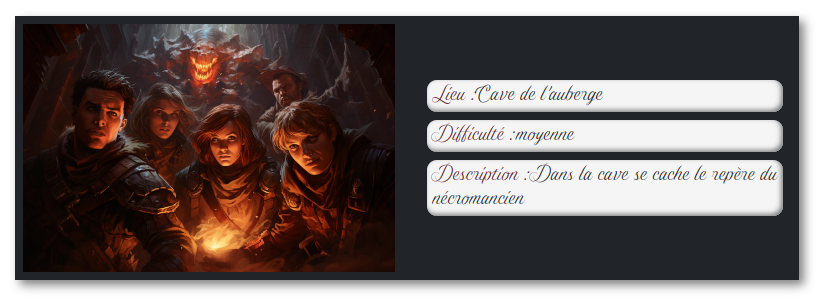 Lieu :Cave de l'auberge
Difficulté :moyenne
Description :Dans la cave se cache le repère du
nécromancien